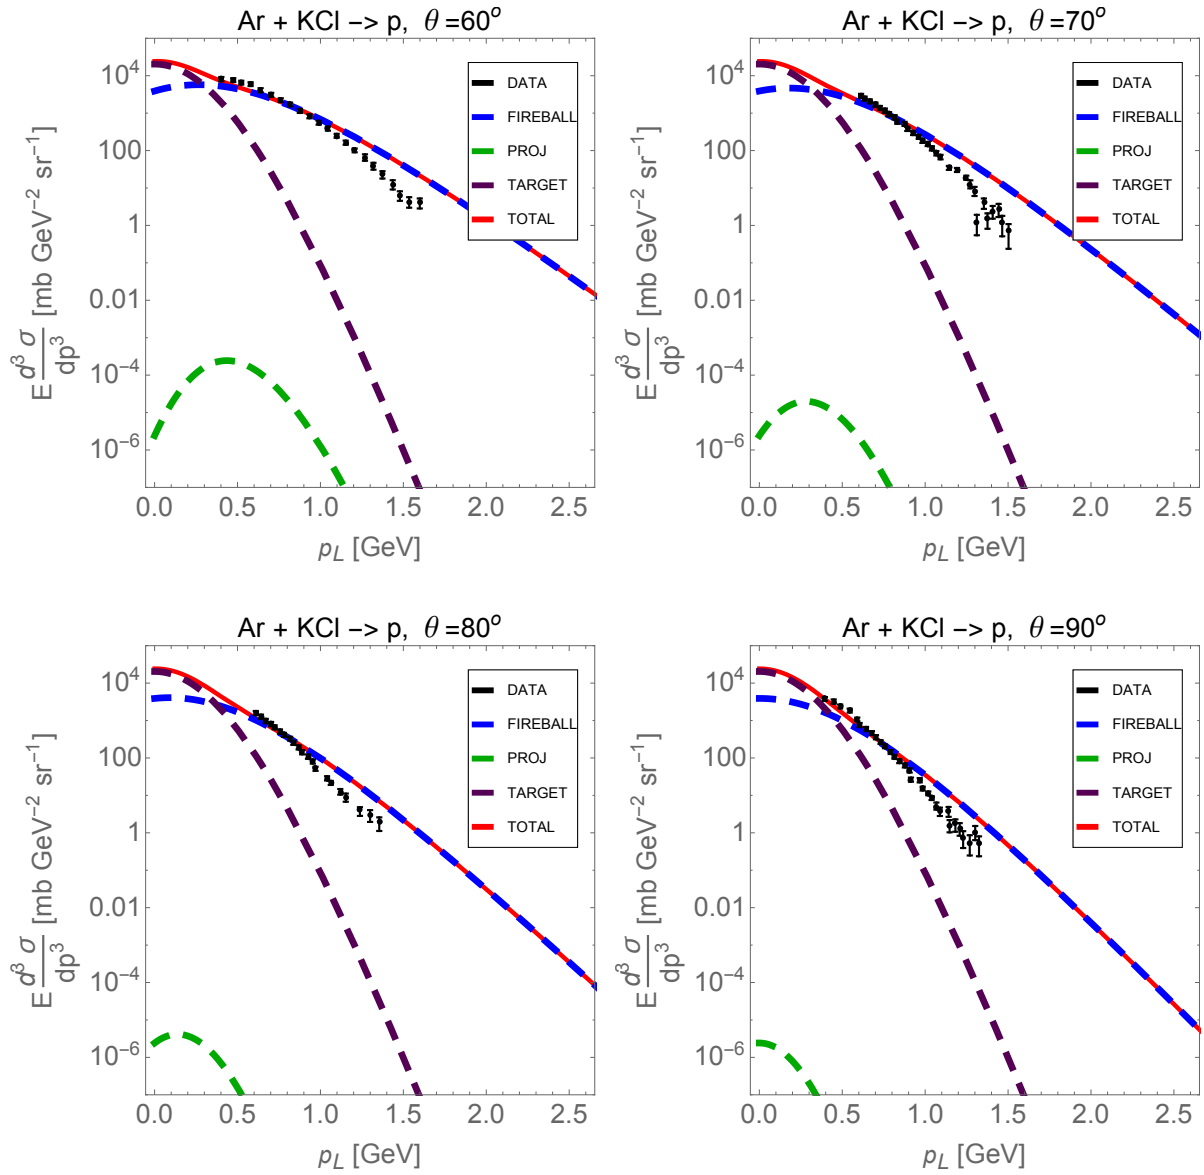 Ar + KCl −> p, θ =60°
E d³ σ / dp³ [mb GeV⁻² sr⁻¹]
10⁴
100
1
0.01
10⁻⁴
10⁻⁶
DATA
FIREBALL
PROJ
TARGET
TOTAL
0.0 0.5 1.0 1.5 2.0 2.5
p_L [GeV]
Ar + KCl −> p, θ =70°
E d³ σ / dp³ [mb GeV⁻² sr⁻¹]
10⁴
100
1
0.01
10⁻⁴
10⁻⁶
DATA
FIREBALL
PROJ
TARGET
TOTAL
0.0 0.5 1.0 1.5 2.0 2.5
p_L [GeV]
Ar + KCl −> p, θ =80°
E d³ σ / dp³ [mb GeV⁻² sr⁻¹]
10⁴
100
1
0.01
10⁻⁴
10⁻⁶
DATA
FIREBALL
PROJ
TARGET
TOTAL
0.0 0.5 1.0 1.5 2.0 2.5
p_L [GeV]
Ar + KCl −> p, θ =90°
E d³ σ / dp³ [mb GeV⁻² sr⁻¹]
10⁴
100
1
0.01
10⁻⁴
10⁻⁶
DATA
FIREBALL
PROJ
TARGET
TOTAL
0.0 0.5 1.0 1.5 2.0 2.5
p_L [GeV]